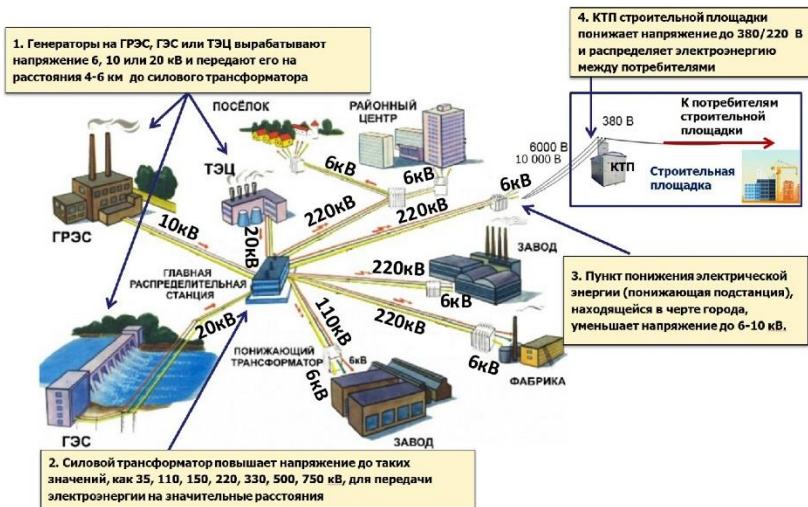 1. Генераторы на ГРЭС, ГЭС или ТЭЦ вырабатывают
напряжение 6, 10 или 20 кВ и передают его на
расстояния 4-6 км до силового трансформатора
4. КТП строительной площадки
понижает напряжение до 380/220 В
и распределяет электроэнергию
между потребителями
ПОСЁЛОК
РАЙОННЫЙ
ЦЕНТР
380 В
К потребителям
строительной
площадки
6000 В
10 000 В
КТП
Строительная
площадка
ТЭЦ
6кВ
6кВ
6кВ
ГРЭС
10кВ
20кВ
220кВ
220кВ
ЗАВОД
ГЛАВНАЯ
РАСПРЕДЕЛИТЕЛЬНАЯ
СТАНЦИЯ
220кВ
6кВ
3. Пункт понижения электрической
энергии (понижающая подстанция),
находящейся в черте города,
уменьшает напряжение до 6-10 кВ.
20кВ
110кВ
220кВ
ПОНИЖАЮЩИЙ
ТРАНСФОРМАТОР
6кВ
6кВ
6кВ
ФАБРИКА
ГЭС
ЗАВОД
2. Силовой трансформатор повышает напряжение до таких
значений, как 35, 110, 150, 220, 330, 500, 750 кВ, для передачи
электроэнергии на значительные расстояния